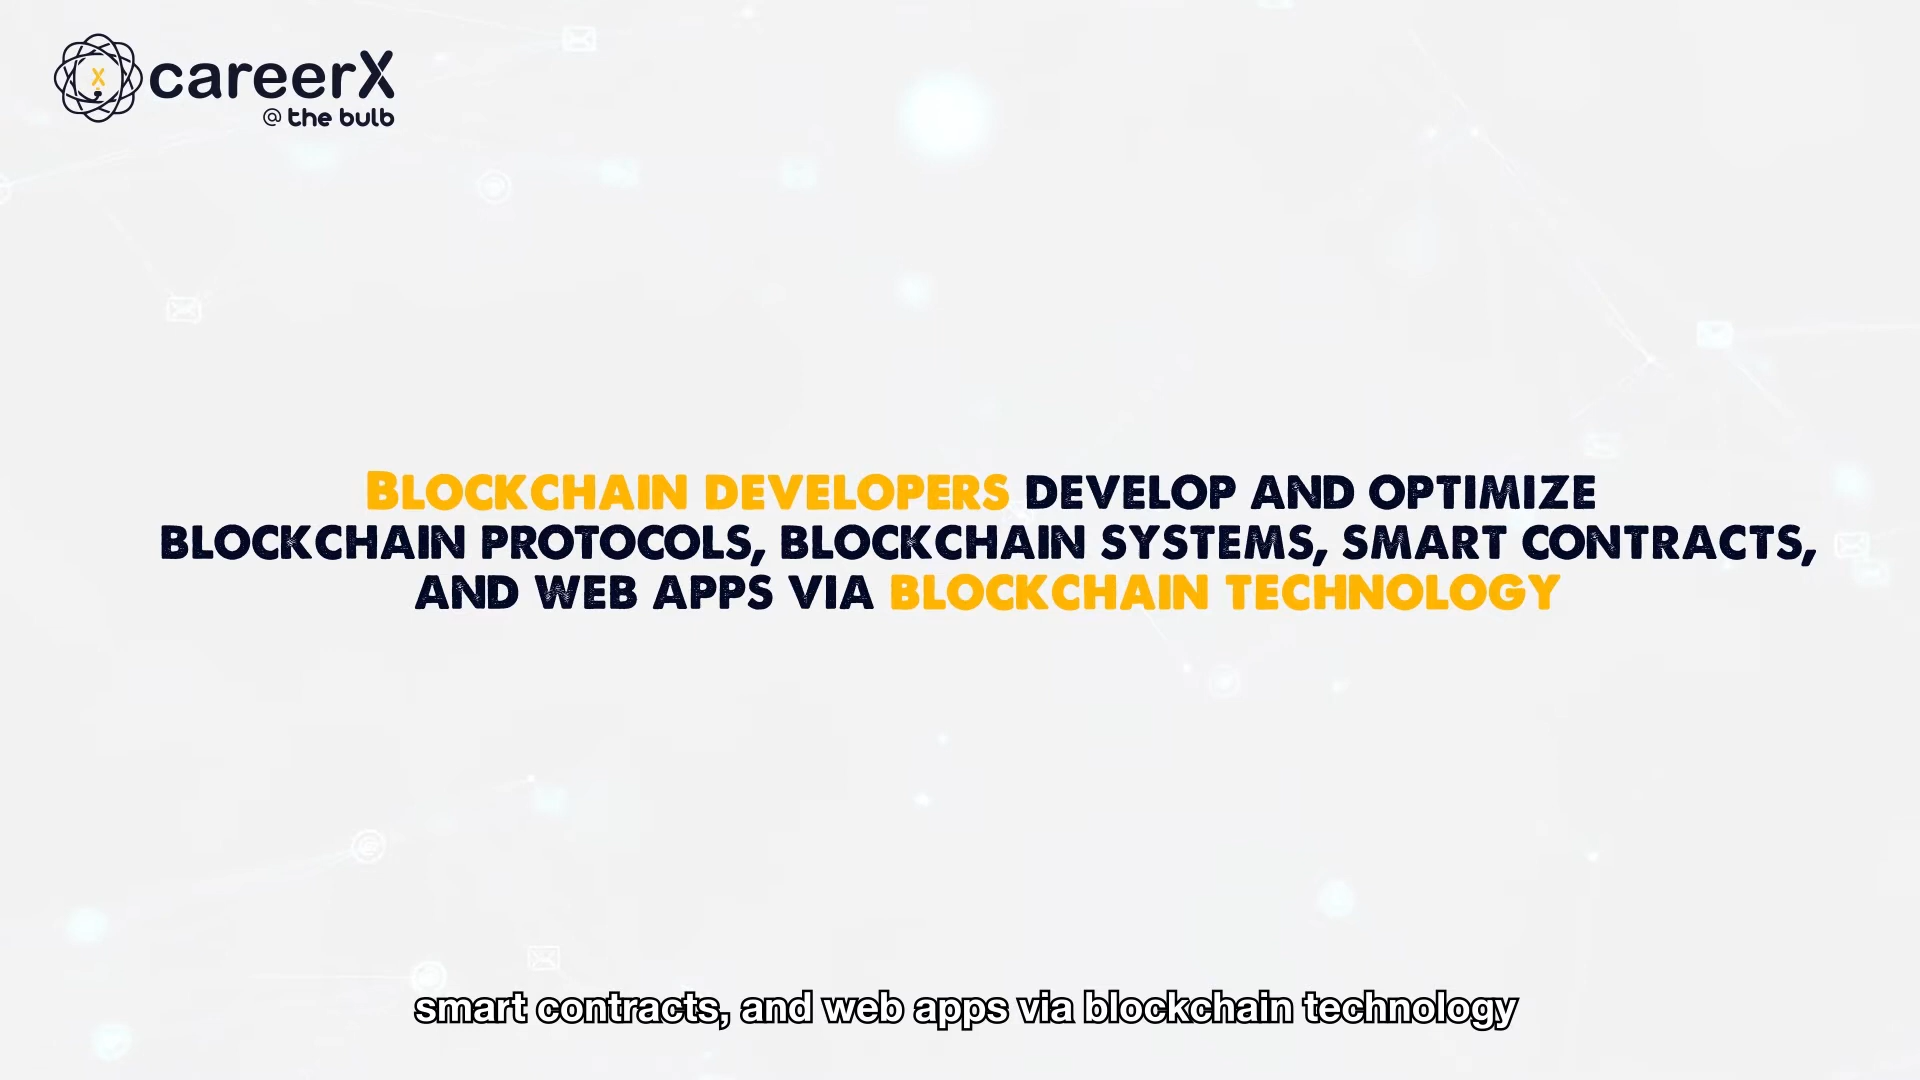 careerX
@ the bulb
BLOCKCHAIN DEVELOPERS DEVELOP AND OPTIMIZE
BLOCKCHAIN PROTOCOLS, BLOCKCHAIN SYSTEMS, SMART CONTRACTS,
AND WEB APPS VIA BLOCKCHAIN TECHNOLOGY
smart contracts, and web apps via blockchain technology